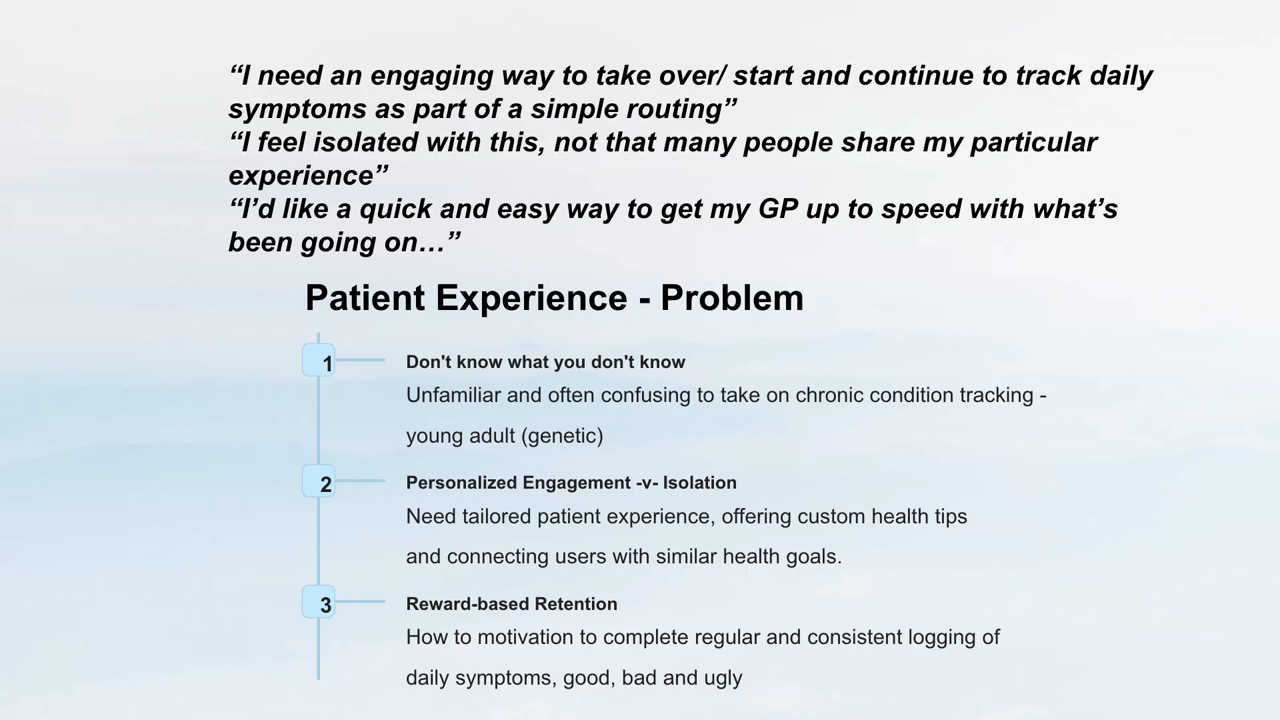 “I need an engaging way to take over/ start and continue to track daily
symptoms as part of a simple routing”
“I feel isolated with this, not that many people share my particular
experience”
“I’d like a quick and easy way to get my GP up to speed with what’s
been going on…”
Patient Experience - Problem
1
Don't know what you don't know
Unfamiliar and often confusing to take on chronic condition tracking -
young adult (genetic)
2
Personalized Engagement -v- Isolation
Need tailored patient experience, offering custom health tips
and connecting users with similar health goals.
3
Reward-based Retention
How to motivation to complete regular and consistent logging of
daily symptoms, good, bad and ugly